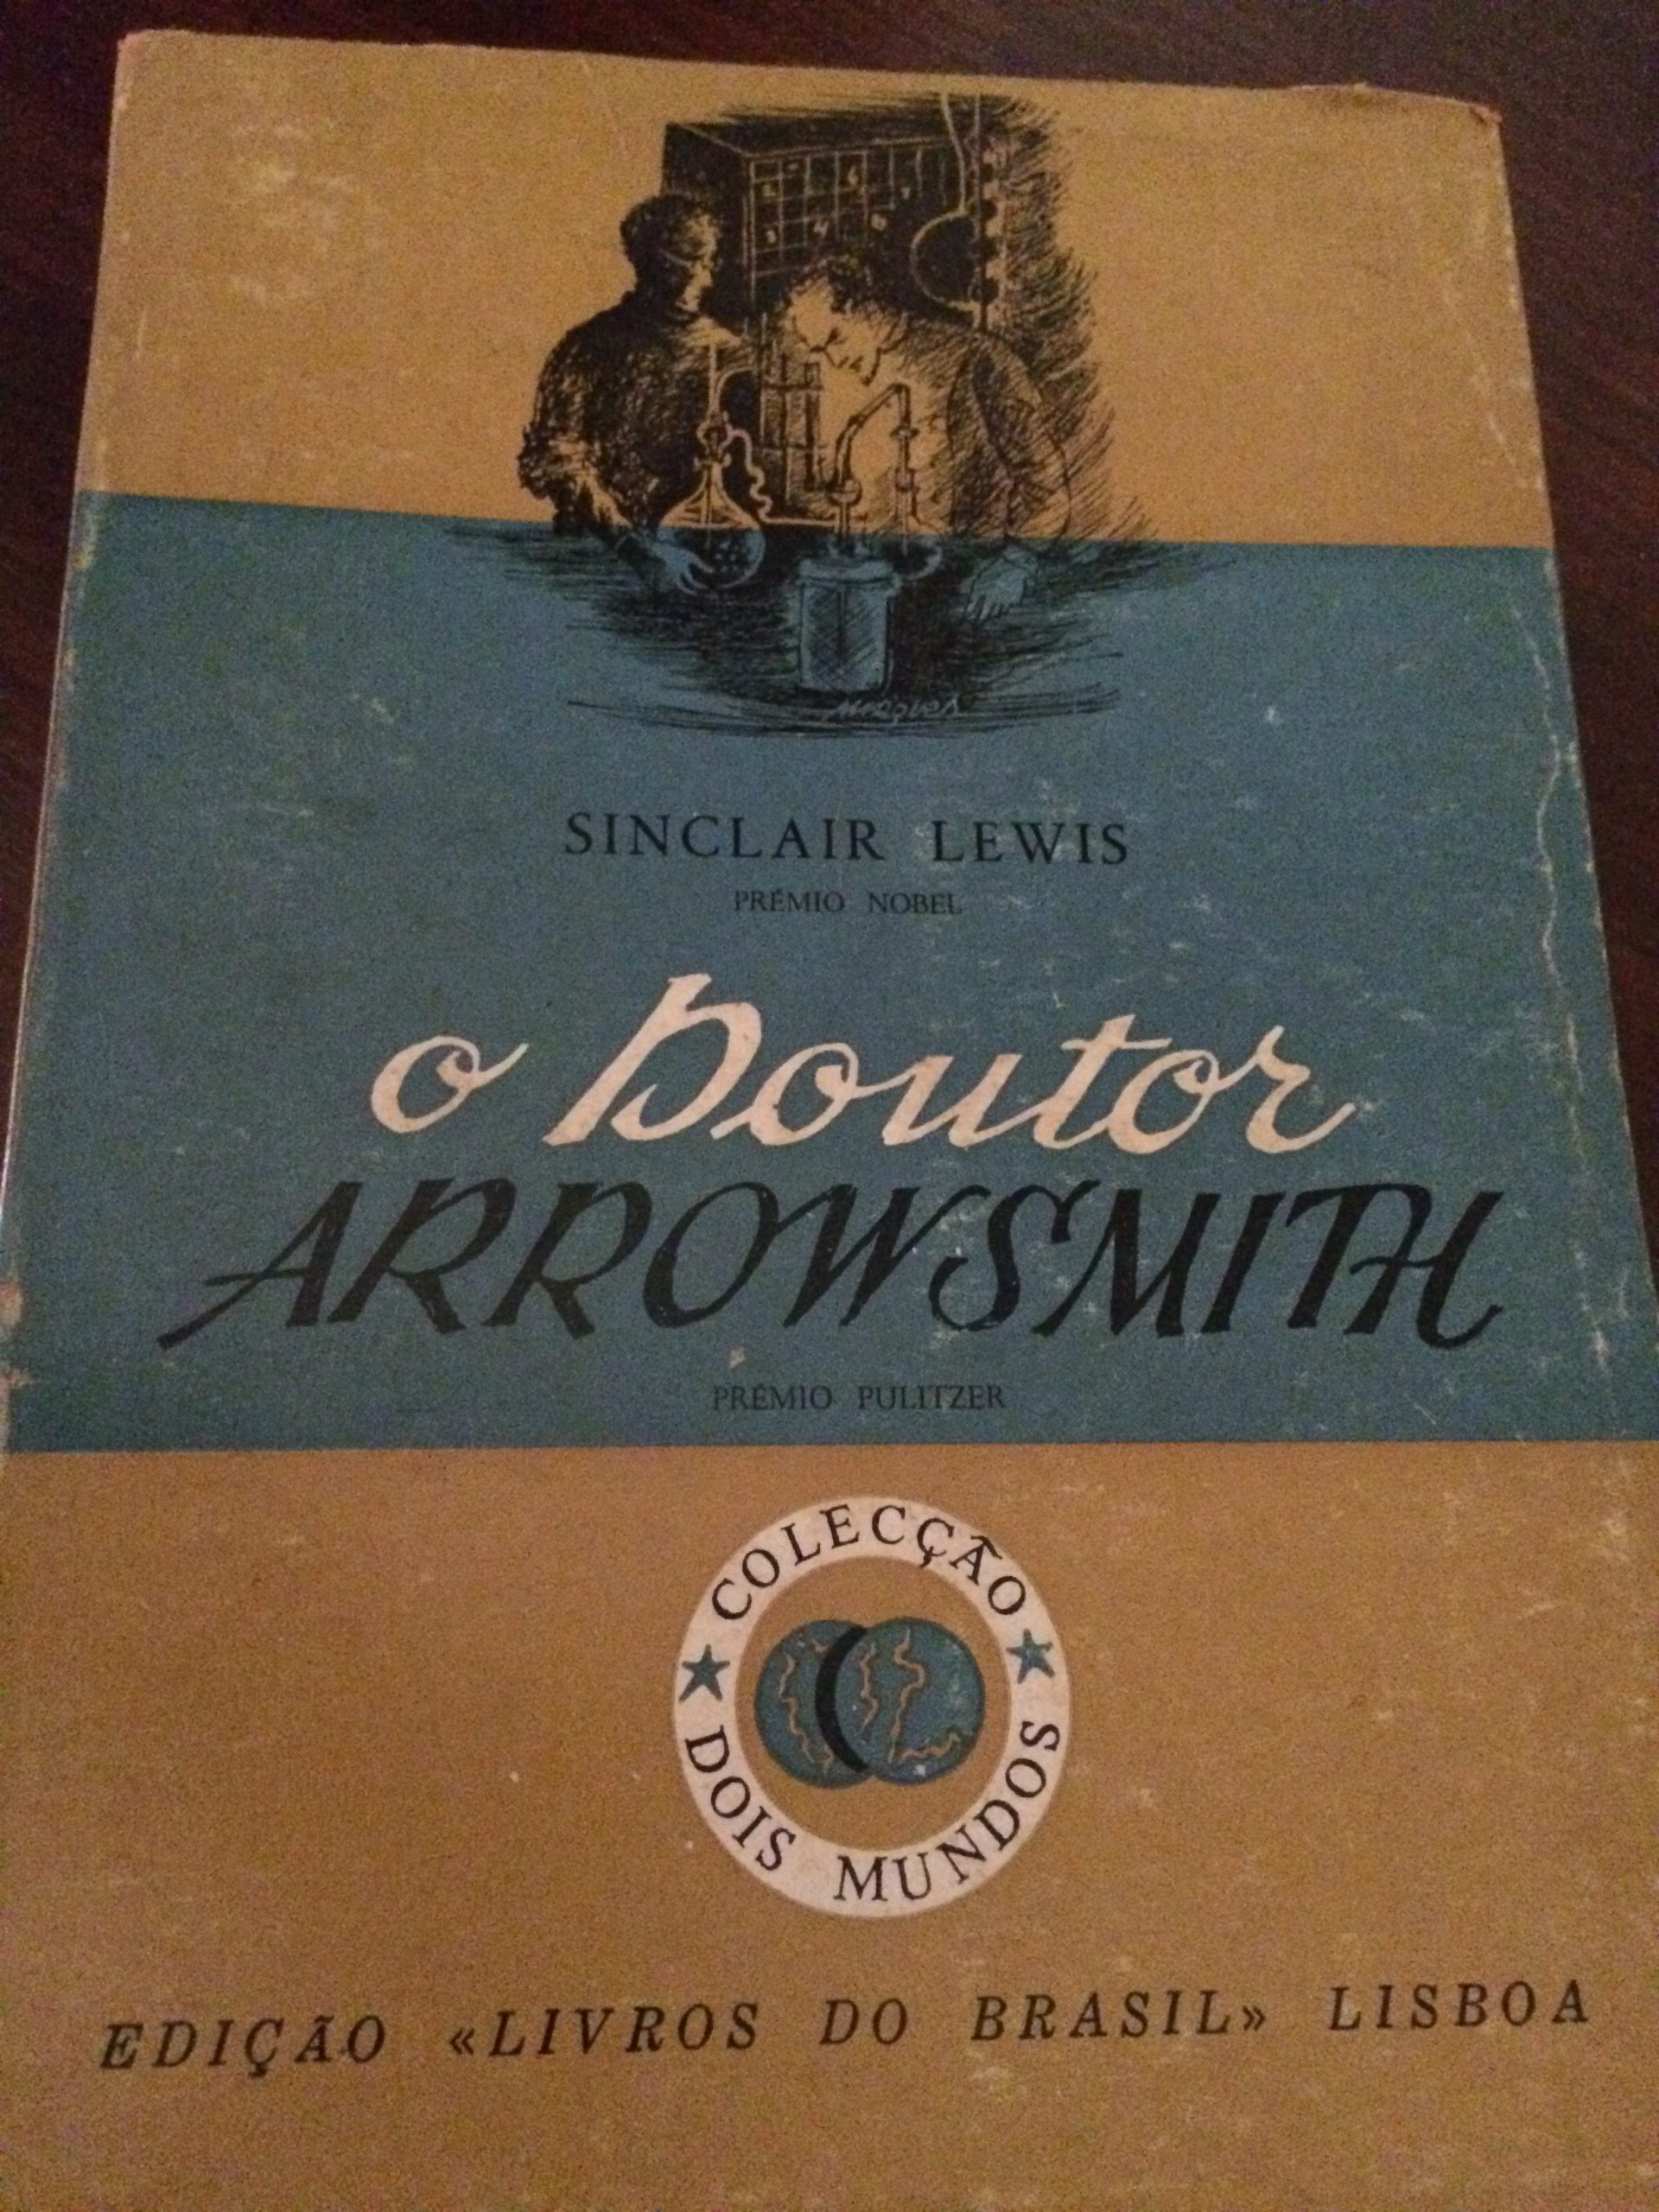 SINCLAIR LEWIS
PRÉMIO NOBEL
o Doutor
ARROWSMITH
PRÉMIO PULITZER
COLECÇÃO
DOIS MUNDOS
EDIÇÃO «LIVROS DO BRASIL» LISBOA